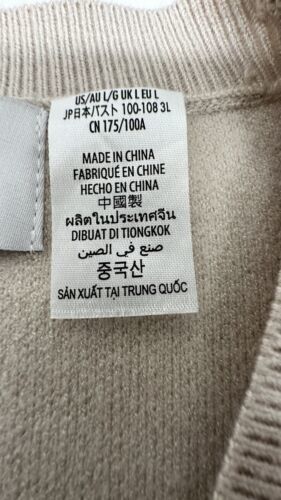 US/AU L/G UK L EU L
JP日本バスト 100-108 3L
CN 175/100A
MADE IN CHINA
FABRIQUÉ EN CHINE
HECHO EN CHINA
中國製
ผลิตในประเทศจีน
DIBUAT DI TIONGKOK
صنع في الصين
중국산
SẢN XUẤT TẠI TRUNG QUỐC